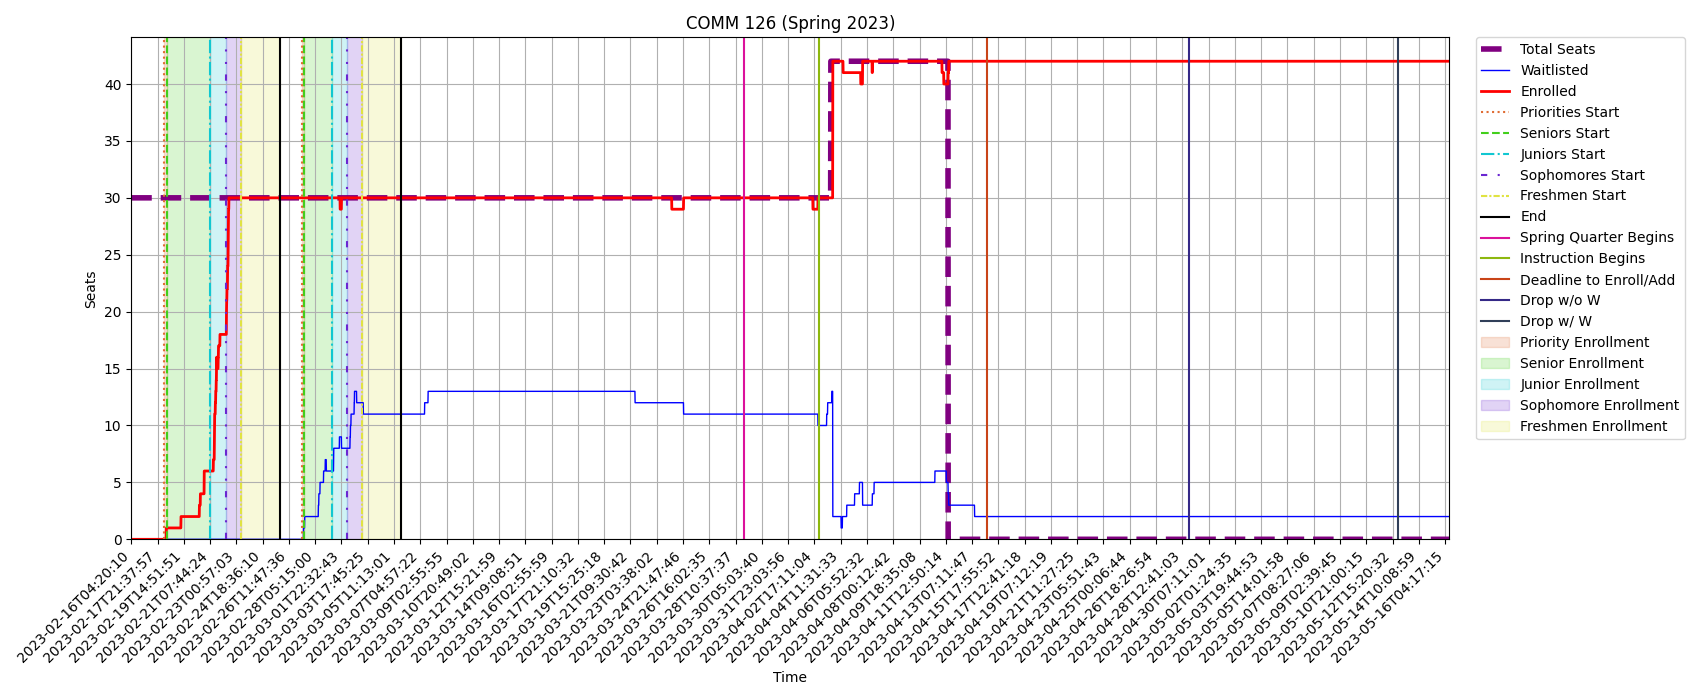 COMM 126 (Spring 2023)
Seats
40
35
30
25
20
15
10
5
0
2023-02-16T04:20:10
2023-02-17T21:37:57
2023-02-19T14:51:51
2023-02-21T07:44:24
2023-02-23T00:57:03
2023-02-24T18:36:10
2023-02-26T11:47:36
2023-02-28T05:15:00
2023-03-01T22:32:43
2023-03-03T17:45:25
2023-03-05T11:13:01
2023-03-07T04:57:22
2023-03-09T02:55:55
2023-03-10T20:49:02
2023-03-12T15:21:59
2023-03-14T09:08:51
2023-03-16T02:55:59
2023-03-17T21:10:32
2023-03-19T15:25:18
2023-03-21T09:30:42
2023-03-23T03:38:02
2023-03-24T21:47:46
2023-03-26T16:02:35
2023-03-28T10:37:37
2023-03-30T05:03:40
2023-03-31T23:03:56
2023-04-02T17:11:04
2023-04-04T11:31:33
2023-04-06T05:52:32
2023-04-08T00:12:42
2023-04-09T18:35:08
2023-04-11T12:50:14
2023-04-13T07:11:47
2023-04-15T17:55:52
2023-04-17T12:41:18
2023-04-19T07:12:19
2023-04-21T11:27:25
2023-04-23T05:51:43
2023-04-25T00:06:44
2023-04-26T18:26:54
2023-04-28T12:41:03
2023-04-30T07:11:01
2023-05-02T01:24:35
2023-05-03T19:44:53
2023-05-05T14:01:58
2023-05-07T08:27:06
2023-05-09T02:39:45
2023-05-10T21:00:15
2023-05-12T15:20:32
2023-05-14T10:08:59
2023-05-16T04:17:15
Time
Total Seats
Waitlisted
Enrolled
Priorities Start
Seniors Start
Juniors Start
Sophomores Start
Freshmen Start
End
Spring Quarter Begins
Instruction Begins
Deadline to Enroll/Add
Drop w/o W
Drop w/ W
Priority Enrollment
Senior Enrollment
Junior Enrollment
Sophomore Enrollment
Freshmen Enrollment